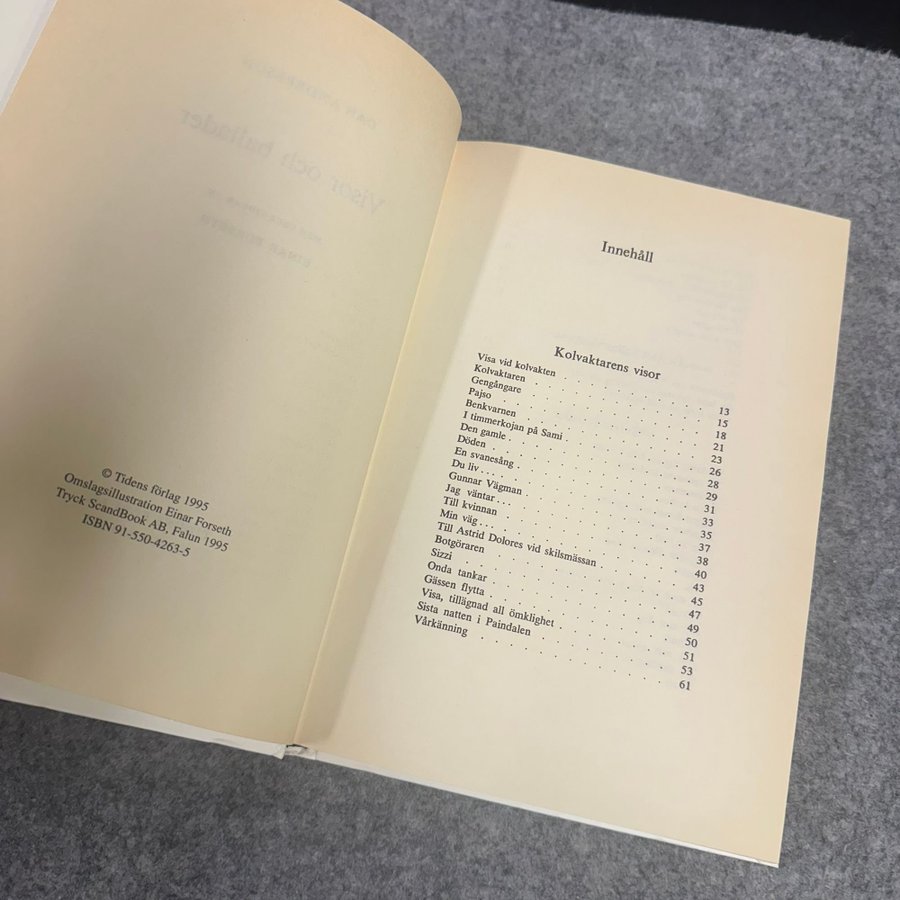 © Tidens förlag 1995
Omslagsillustration Einar Forseth
Tryck ScandBook AB, Falun 1995
ISBN 91-550-4263-5
Innehåll
Kolvaktarens visor
Visa vid kolvakten 13
Kolvaktaren 15
Gengångare 18
Pajso 21
Benkvarnen 23
I timmerkojan på Sami 26
Den gamle 28
Döden 29
En svanesång 31
Du liv... 33
Gunnar Vägman 35
Jag väntar... 37
Till kvinnan 38
Min väg... 40
Till Astrid Dolores vid skilsmässan 43
Botgöraren 45
Sizzi 47
Onda tankar 49
Gässen flytta 50
Visa, tillägnad all ömklighet 51
Sista natten i Paindalen 53
Vårkänning 61